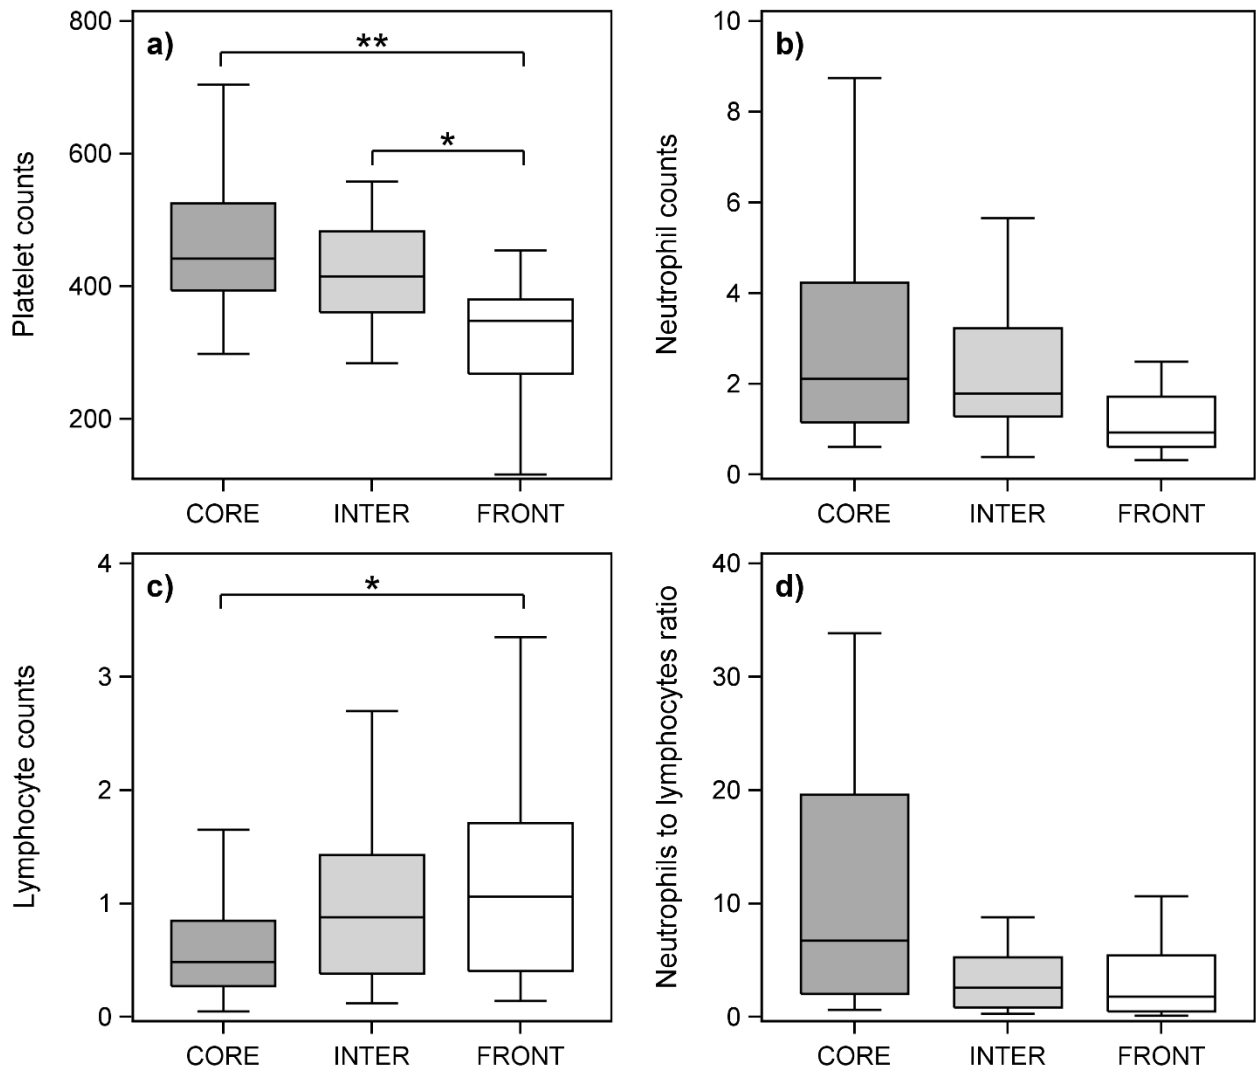 a)
**
*
Platelet counts
800
600
400
200
CORE INTER FRONT
b)
Neutrophil counts
10
8
6
4
2
0
CORE INTER FRONT
c)
*
Lymphocyte counts
4
3
2
1
0
CORE INTER FRONT
d)
Neutrophils to lymphocytes ratio
40
30
20
10
0
CORE INTER FRONT